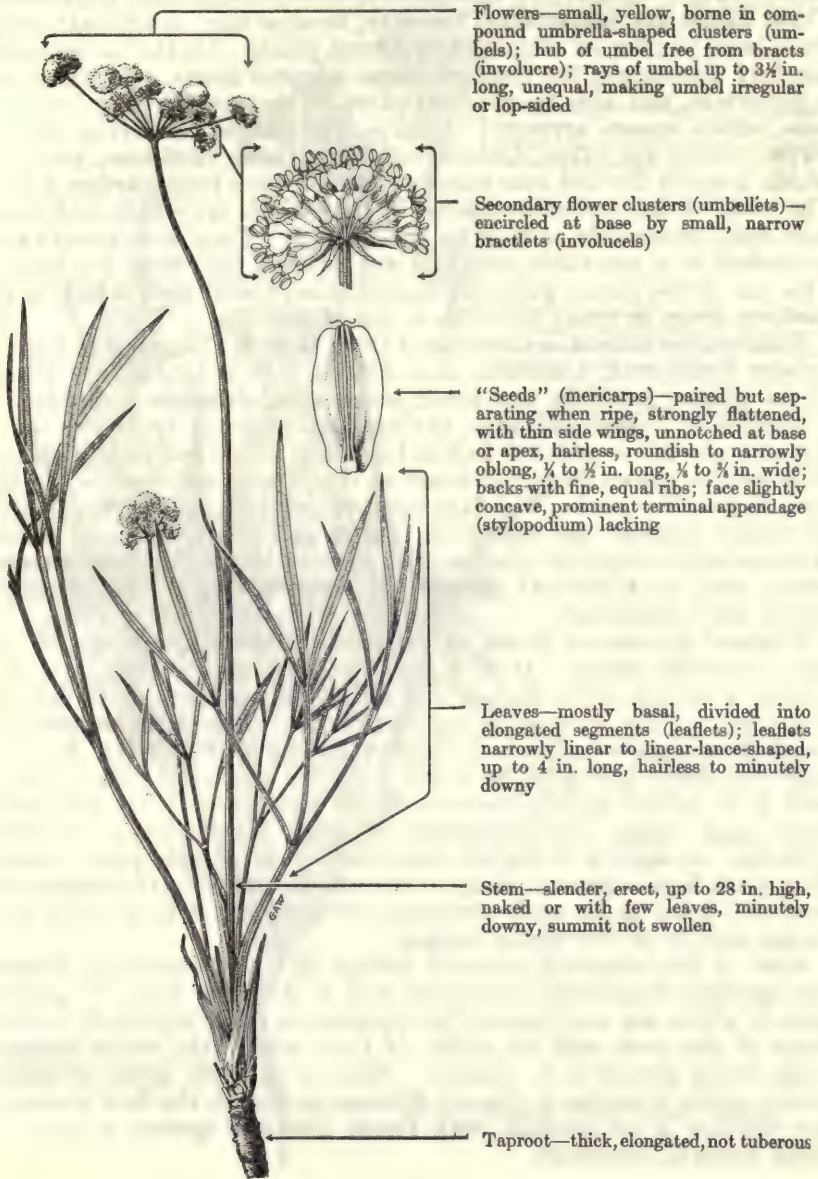 Flowers—small, yellow, borne in com-
pound umbrella-shaped clusters (um-
bels); hub of umbel free from bracts
(involucre); rays of umbel up to 3½ in.
long, unequal, making umbel irregular
or lop-sided
Secondary flower clusters (umbellets)—
encircled at base by small, narrow
bractlets (involucels)
"Seeds" (mericarps)—paired but sep-
arating when ripe, strongly flattened,
with thin side wings, unnotched at base
or apex, hairless, roundish to narrowly
oblong, ¼ to ½ in. long, ⅛ to ⅜ in. wide;
backs with fine, equal ribs; face slightly
concave, prominent terminal appendage
(stylopodium) lacking
Leaves—mostly basal, divided into
elongated segments (leaflets); leaflets
narrowly linear to linear-lance-shaped,
up to 4 in. long, hairless to minutely
downy
GAW
Stem—slender, erect, up to 28 in. high,
naked or with few leaves, minutely
downy, summit not swollen
Taproot—thick, elongated, not tuberous